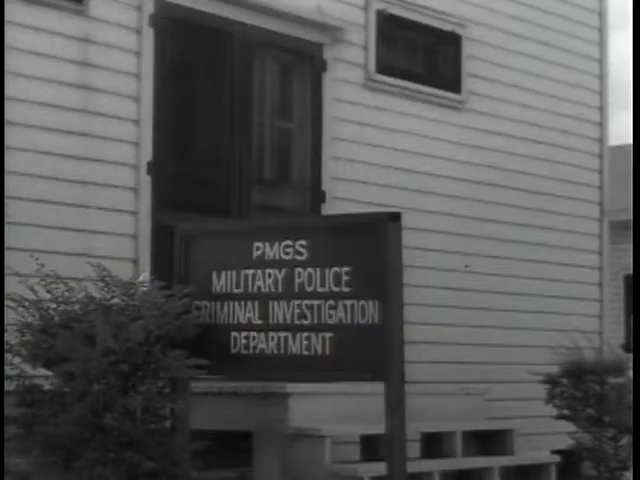 PMGS
MILITARY POLICE
CRIMINAL INVESTIGATION
DEPARTMENT